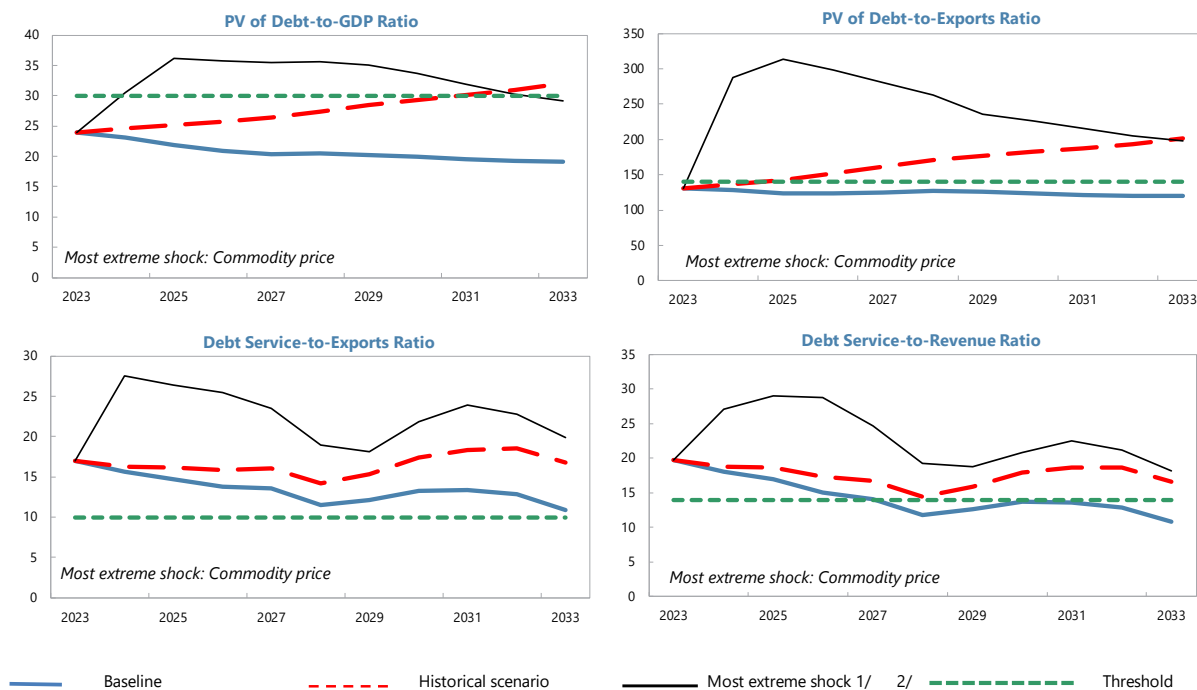 PV of Debt-to-GDP Ratio
40
35
30
25
20
15
10
5
0
Most extreme shock: Commodity price
2023 2025 2027 2029 2031 2033
PV of Debt-to-Exports Ratio
350
300
250
200
150
100
50
0
Most extreme shock: Commodity price
2023 2025 2027 2029 2031 2033
Debt Service-to-Exports Ratio
30
25
20
15
10
5
0
Most extreme shock: Commodity price
2023 2025 2027 2029 2031 2033
Debt Service-to-Revenue Ratio
35
30
25
20
15
10
5
0
Most extreme shock: Commodity price
2023 2025 2027 2029 2031 2033
Baseline Historical scenario Most extreme shock 1/ 2/ Threshold